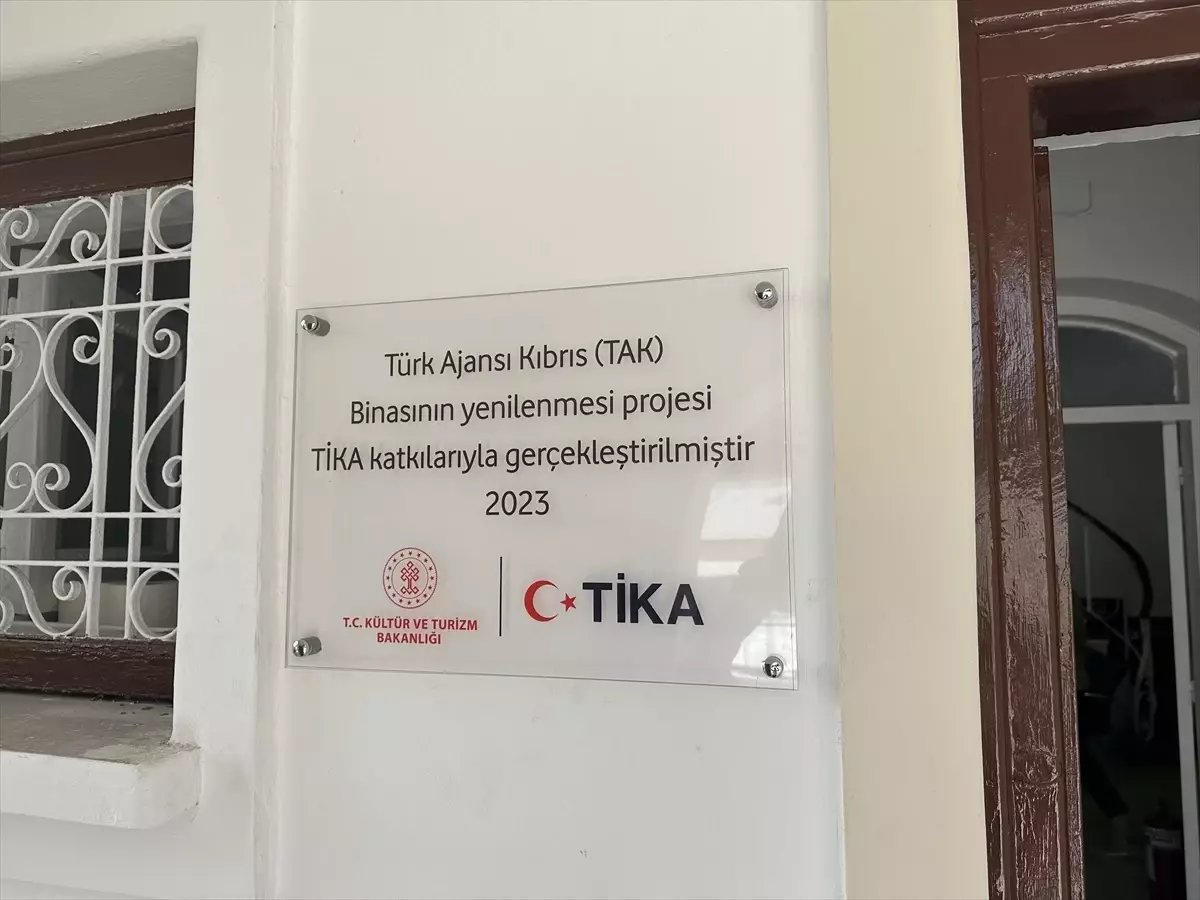 Türk Ajansı Kıbrıs (TAK)
Binasının yenilenmesi projesi
TİKA katkılarıyla gerçekleştirilmiştir
2023
T.C. KÜLTÜR VE TURİZM
BAKANLIĞI
TİKA